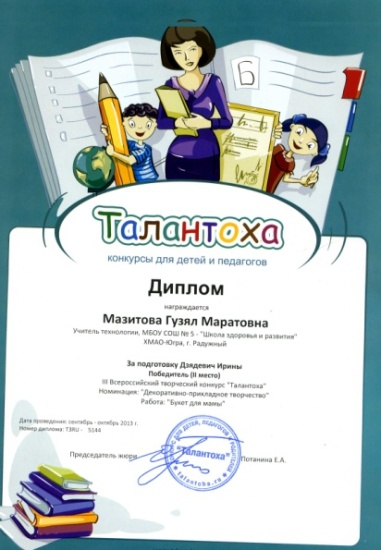 Б
Талантоха
конкурсы для детей и педагогов
Диплом
награждается
Мазитова Гузял Маратовна
Учитель технологии, МБОУ СОШ № 5 - "Школа здоровья и развития"
ХМАО-Югра, г. Радужный
За подготовку Дзядевич Ирины
Победитель (II место)
III Всероссийский творческий конкурс "Талантоха"
Номинация: "Декоративно-прикладное творчество"
Работа: "Букет для мамы"
Дата проведения: сентябрь - октябрь 2013 г.
Номер диплома: T3RU - 5144
Председатель жюри
Потанина Е.А.
"Талантоха"
talantoha.ru